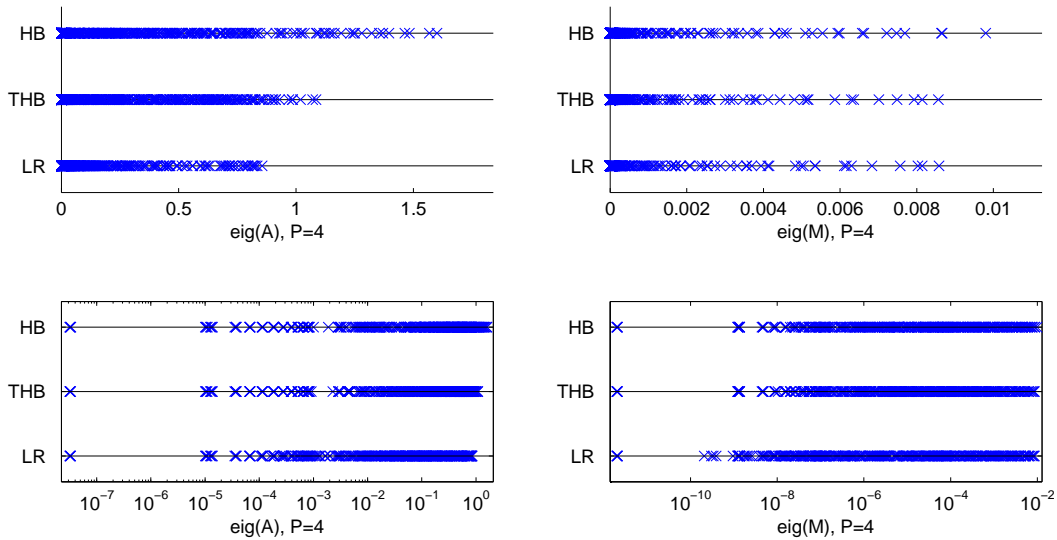 HB
THB
LR
0 0.5 1 1.5
eig(A), P=4
HB
THB
LR
0 0.002 0.004 0.006 0.008 0.01
eig(M), P=4
HB
THB
LR
10^−7 10^−6 10^−5 10^−4 10^−3 10^−2 10^−1 10^0
eig(A), P=4
HB
THB
LR
10^−10 10^−8 10^−6 10^−4 10^−2
eig(M), P=4